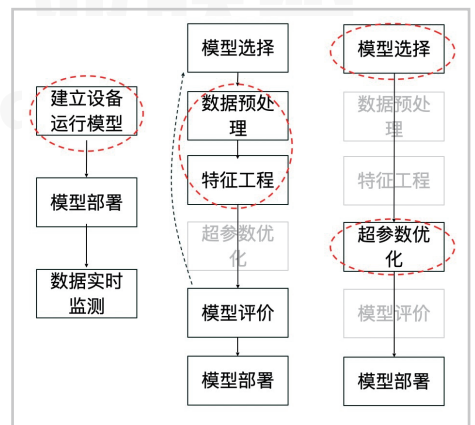 建立设备
运行模型
模型部署
数据实时
监测
模型选择
数据预处
理
特征工程
超参数优
化
模型评价
模型部署
模型选择
数据预处
理
特征工程
超参数优
化
模型评价
模型部署